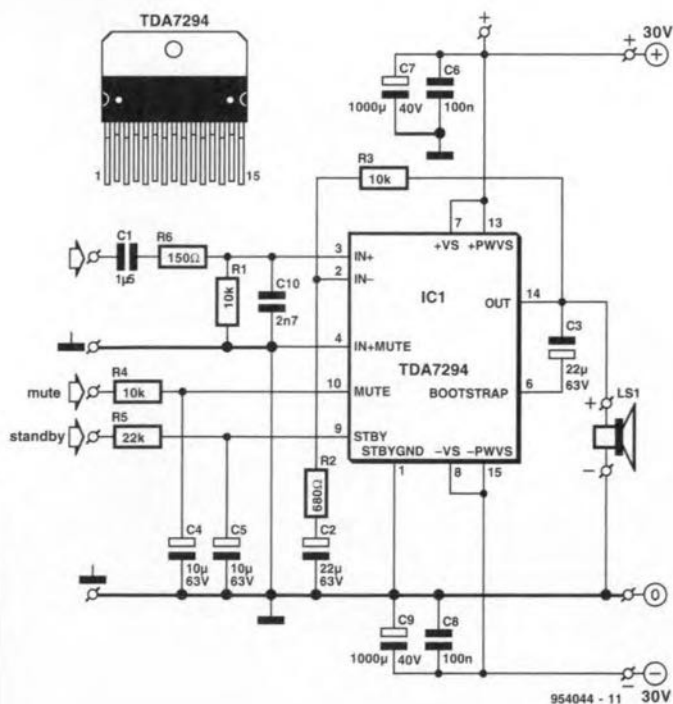 TDA7294
1
15
+
+
30V
+
C7
C6
1000µ
40V
100n
R3
10k
7
13
+VS
+PWVS
C1
R6
1µ5
150Ω
3
IN+
2
IN–
R1
10k
C10
2n7
IC1
OUT
14
C3
22µ
63V
4
IN+MUTE
TDA7294
mute
R4
10k
10
MUTE
BOOTSTRAP
6
LS1
+
–
standby
R5
22k
9
STBY
STBYGND
–VS
–PWVS
1
8
15
R2
680Ω
C4
10µ
63V
C5
10µ
63V
C2
22µ
63V
0
C9
1000µ
40V
C8
100n
–
–
954044 - 11
30V